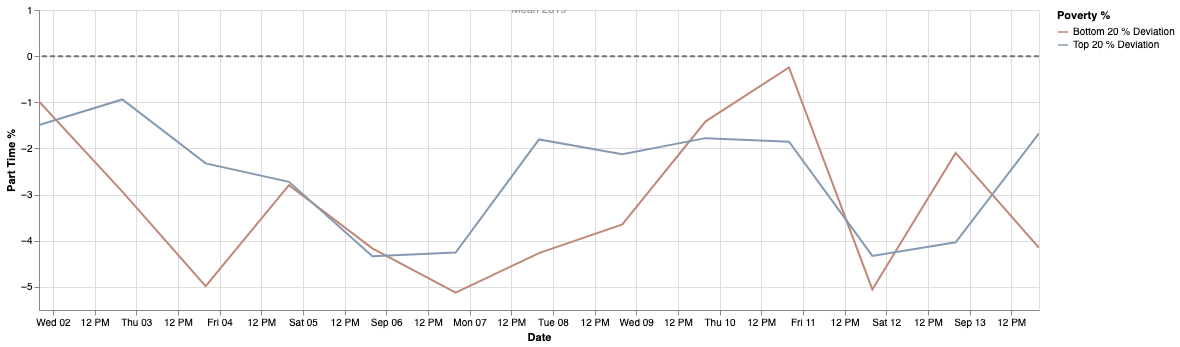 Mean 2019
Poverty %
Bottom 20 % Deviation
Top 20 % Deviation
1
0
−1
−2
−3
−4
−5
Part Time %
Wed 02 12 PM Thu 03 12 PM Fri 04 12 PM Sat 05 12 PM Sep 06 12 PM Mon 07 12 PM Tue 08 12 PM Wed 09 12 PM Thu 10 12 PM Fri 11 12 PM Sat 12 12 PM Sep 13 12 PM
Date